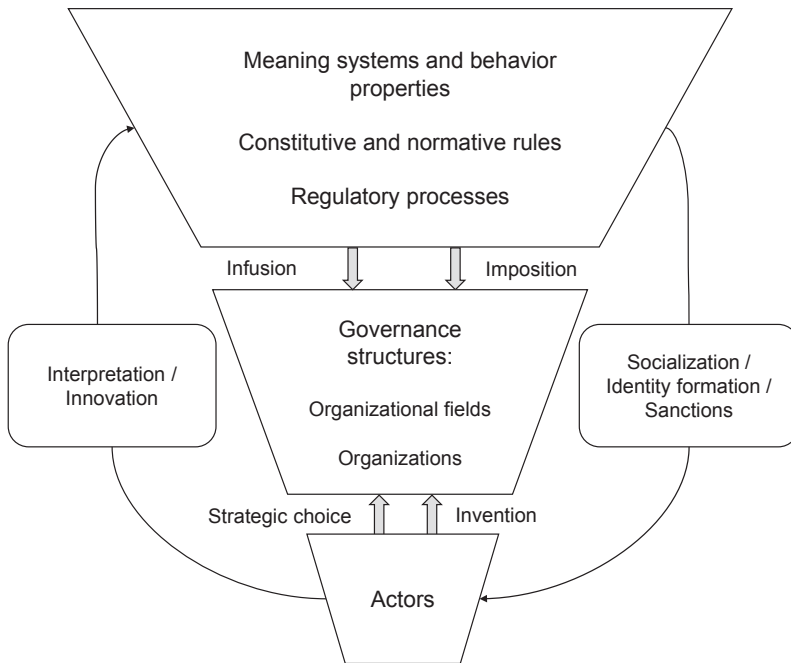 Meaning systems and behavior
properties
Constitutive and normative rules
Regulatory processes
Infusion
Imposition
Governance
structures:
Organizational fields
Organizations
Interpretation /
Innovation
Socialization /
Identity formation /
Sanctions
Strategic choice
Invention
Actors